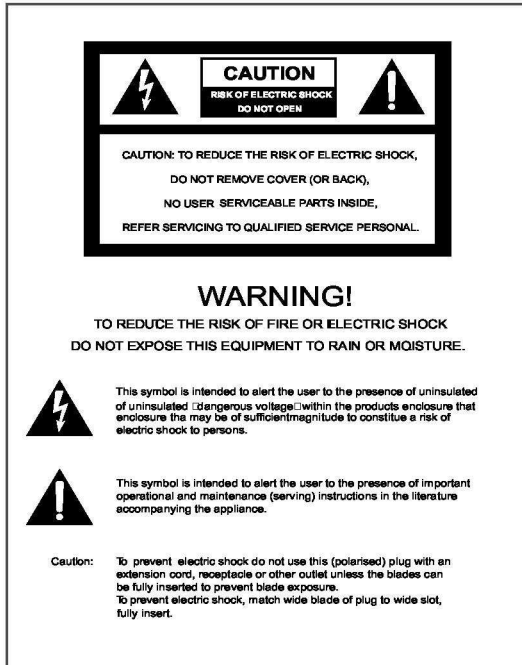 CAUTION
RISK OF ELECTRIC SHOCK
DO NOT OPEN
CAUTION: TO REDUCE THE RISK OF ELECTRIC SHOCK,
DO NOT REMOVE COVER (OR BACK),
NO USER SERVICEABLE PARTS INSIDE,
REFER SERVICING TO QUALIFIED SERVICE PERSONAL.
WARNING!
TO REDUCE THE RISK OF FIRE OR ELECTRIC SHOCK
DO NOT EXPOSE THIS EQUIPMENT TO RAIN OR MOISTURE.
This symbol is intended to alert the user to the presence of uninsulated
of uninsulated □dangerous voltage□within the products enclosure that
enclosure tha may be of sufficientmagnitude to constitute a risk of
electric shock to persons.
This symbol is intended to alert the user to the presence of important
operational and maintenance (serving) instructions in the literature
accompanying the appliance.
Caution: To prevent electric shock do not use this (polarised) plug with an
extension cord, receptacle or other outlet unless the blades can
be fully inserted to prevent blade exposure.
To prevent electric shock, match wide blade of plug to wide slot,
fully insert.